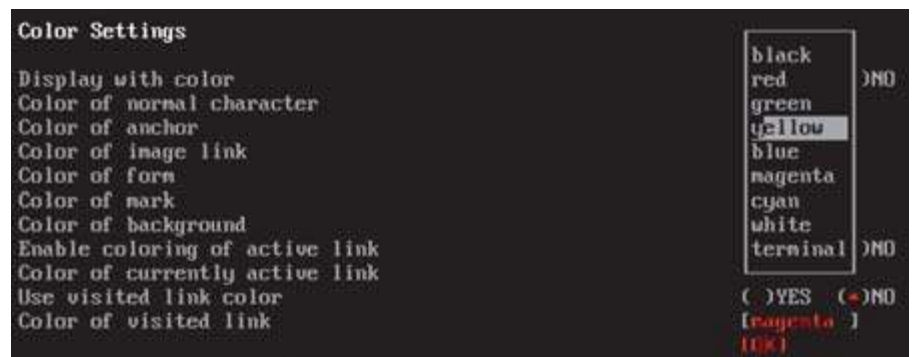 Color Settings
black
Display with color red )NO
Color of normal character green
Color of anchor yellow
Color of image link blue
Color of form magenta
Color of mark cyan
Color of background white
Enable coloring of active link terminal )NO
Color of currently active link
Use visited link color ( )YES (*)NO
Color of visited link [magenta ]
[OK]